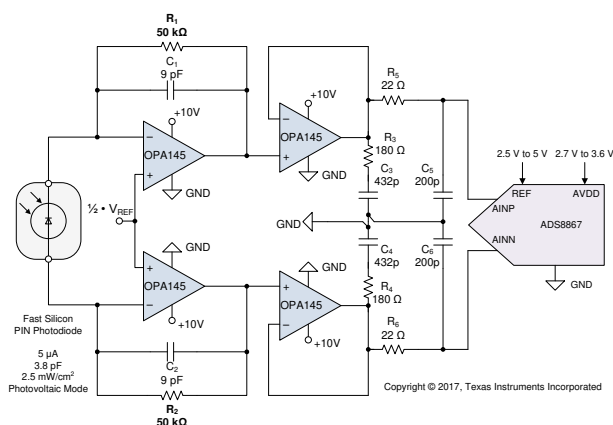 R1
50 kΩ
C1
9 pF
+10V
–
+
OPA145
GND
+10V
–
+
OPA145
GND
R5
22 Ω
R3
180 Ω
C3
432p
C5
200p
2.5 V to 5 V
2.7 V to 3.6 V
REF
AVDD
AINP
ADS8867
AINN
GND
½ • VREF
GND
C4
432p
C6
200p
R4
180 Ω
R6
22 Ω
GND
+
–
OPA145
+10V
GND
+
–
OPA145
+10V
C2
9 pF
R2
50 kΩ
Fast Silicon
PIN Photodiode
5 µA
3.8 pF
2.5 mW/cm²
Photovoltaic Mode
Copyright © 2017, Texas Instruments Incorporated